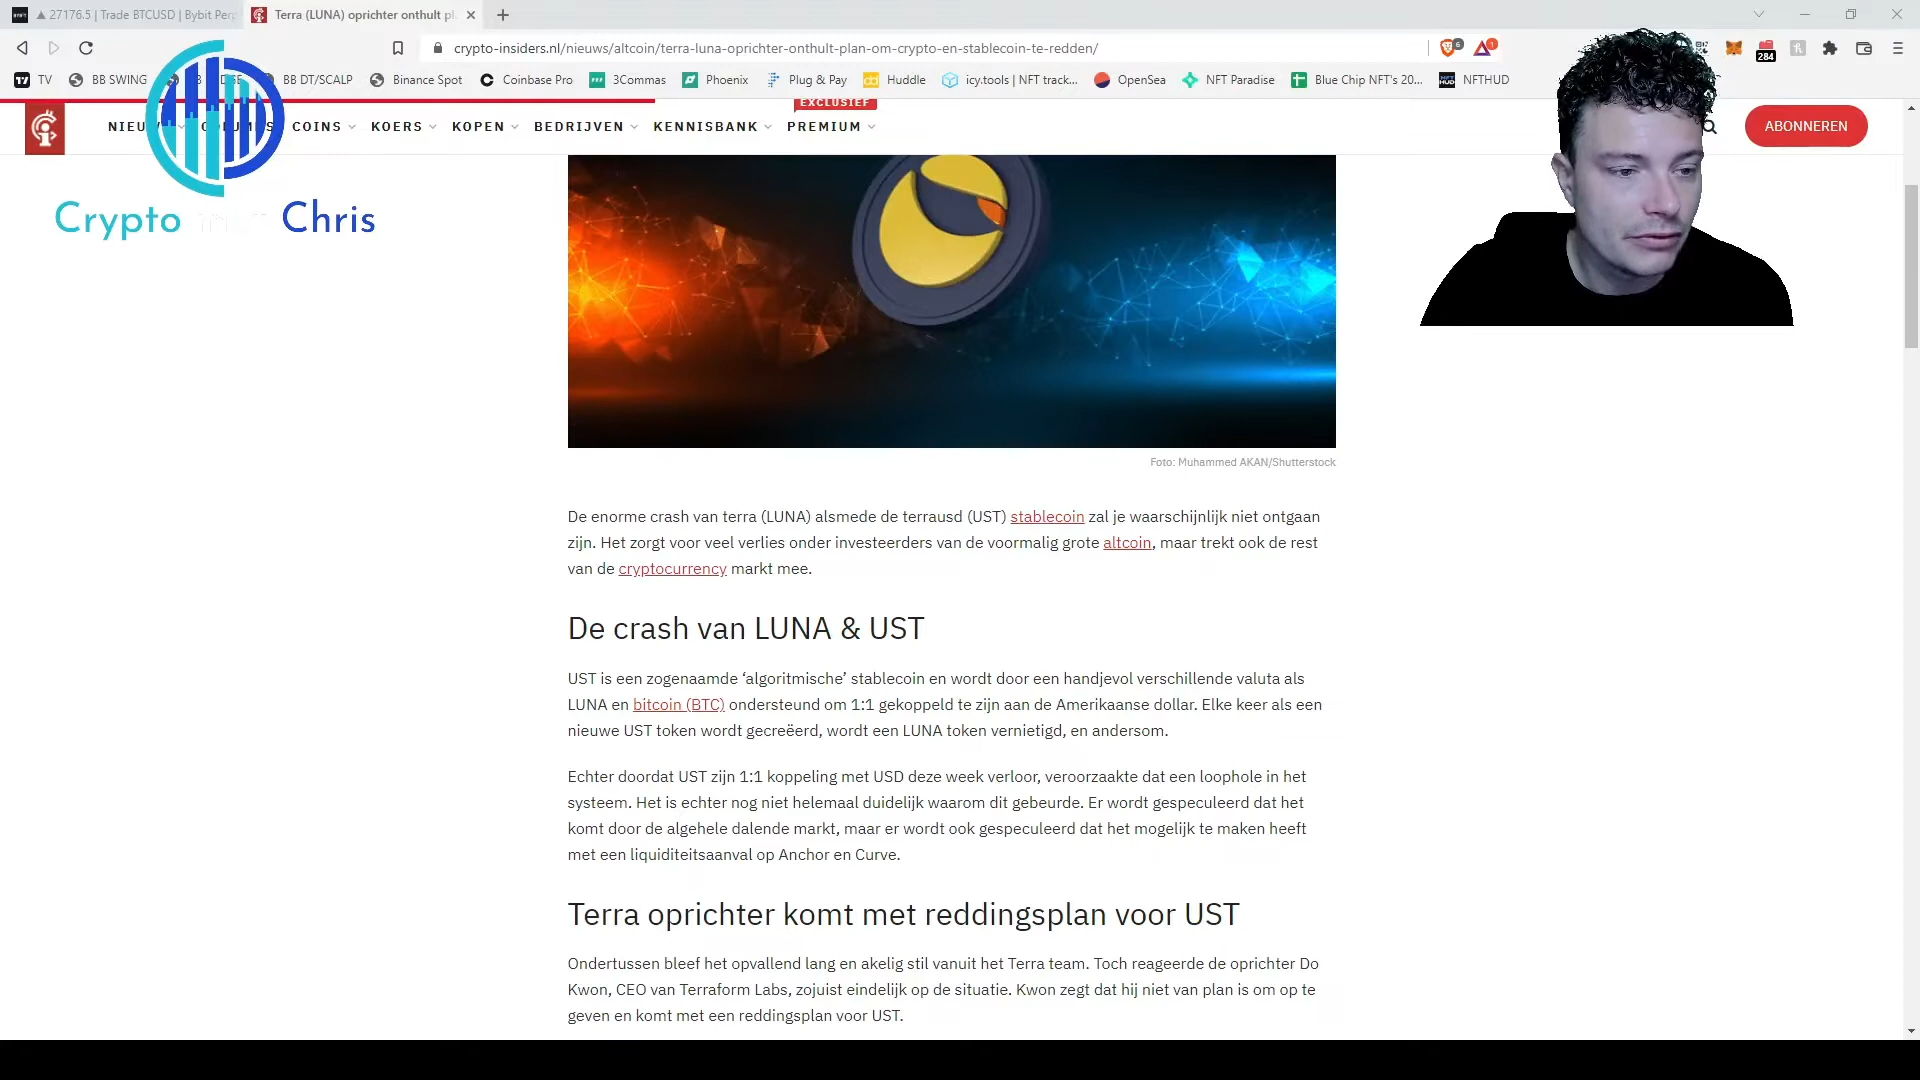 27176.5 | Trade BTCUSD | Bybit Perp
Terra (LUNA) oprichter onthult pl
crypto-insiders.nl/nieuws/altcoin/terra-luna-oprichter-onthult-plan-om-crypto-en-stablecoin-te-redden/
6
1
284
TV
BB SWING
BB DT/SCALP
Binance Spot
Coinbase Pro
3Commas
Phoenix
Plug & Pay
Huddle
icy.tools | NFT track...
OpenSea
NFT Paradise
Blue Chip NFT's 20...
NFTHUD
EXCLUSIEF
COINS
KOERS
KOPEN
BEDRIJVEN
KENNISBANK
PREMIUM
ABONNEREN
Crypto
Chris
Foto: Muhammed AKAN/Shutterstock
De enorme crash van terra (LUNA) alsmede de terrausd (UST) stablecoin zal je waarschijnlijk niet ontgaan
zijn. Het zorgt voor veel verlies onder investeerders van de voormalig grote altcoin, maar trekt ook de rest
van de cryptocurrency markt mee.
De crash van LUNA & UST
UST is een zogenaamde ‘algoritmische’ stablecoin en wordt door een handjevol verschillende valuta als
LUNA en bitcoin (BTC) ondersteund om 1:1 gekoppeld te zijn aan de Amerikaanse dollar. Elke keer als een
nieuwe UST token wordt gecreëerd, wordt een LUNA token vernietigd, en andersom.
Echter doordat UST zijn 1:1 koppeling met USD deze week verloor, veroorzaakte dat een loophole in het
systeem. Het is echter nog niet helemaal duidelijk waarom dit gebeurde. Er wordt gespeculeerd dat het
komt door de algehele dalende markt, maar er wordt ook gespeculeerd dat het mogelijk te maken heeft
met een liquiditeitsaanval op Anchor en Curve.
Terra oprichter komt met reddingsplan voor UST
Ondertussen bleef het opvallend lang en akelig stil vanuit het Terra team. Toch reageerde de oprichter Do
Kwon, CEO van Terraform Labs, zojuist eindelijk op de situatie. Kwon zegt dat hij niet van plan is om op te
geven en komt met een reddingsplan voor UST.